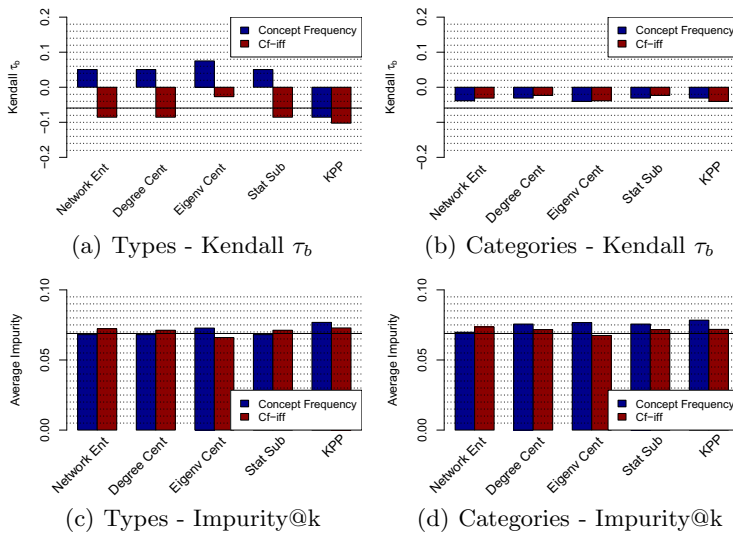 Kendall τb
−0.2 −0.1 0.0 0.1 0.2
Concept Frequency
Cf−iff
Network Ent
Degree Cent
Eigenv Cent
Stat Sub
KPP
(a) Types - Kendall τb
Kendall τb
−0.2 −0.1 0.0 0.1 0.2
Concept Frequency
Cf−iff
Network Ent
Degree Cent
Eigenv Cent
Stat Sub
KPP
(b) Categories - Kendall τb
Average Impurity
0.00 0.05 0.10
Concept Frequency
Cf−iff
Network Ent
Degree Cent
Eigenv Cent
Stat Sub
KPP
(c) Types - Impurity@k
Average Impurity
0.00 0.05 0.10
Concept Frequency
Cf−iff
Network Ent
Degree Cent
Eigenv Cent
Stat Sub
KPP
(d) Categories - Impurity@k